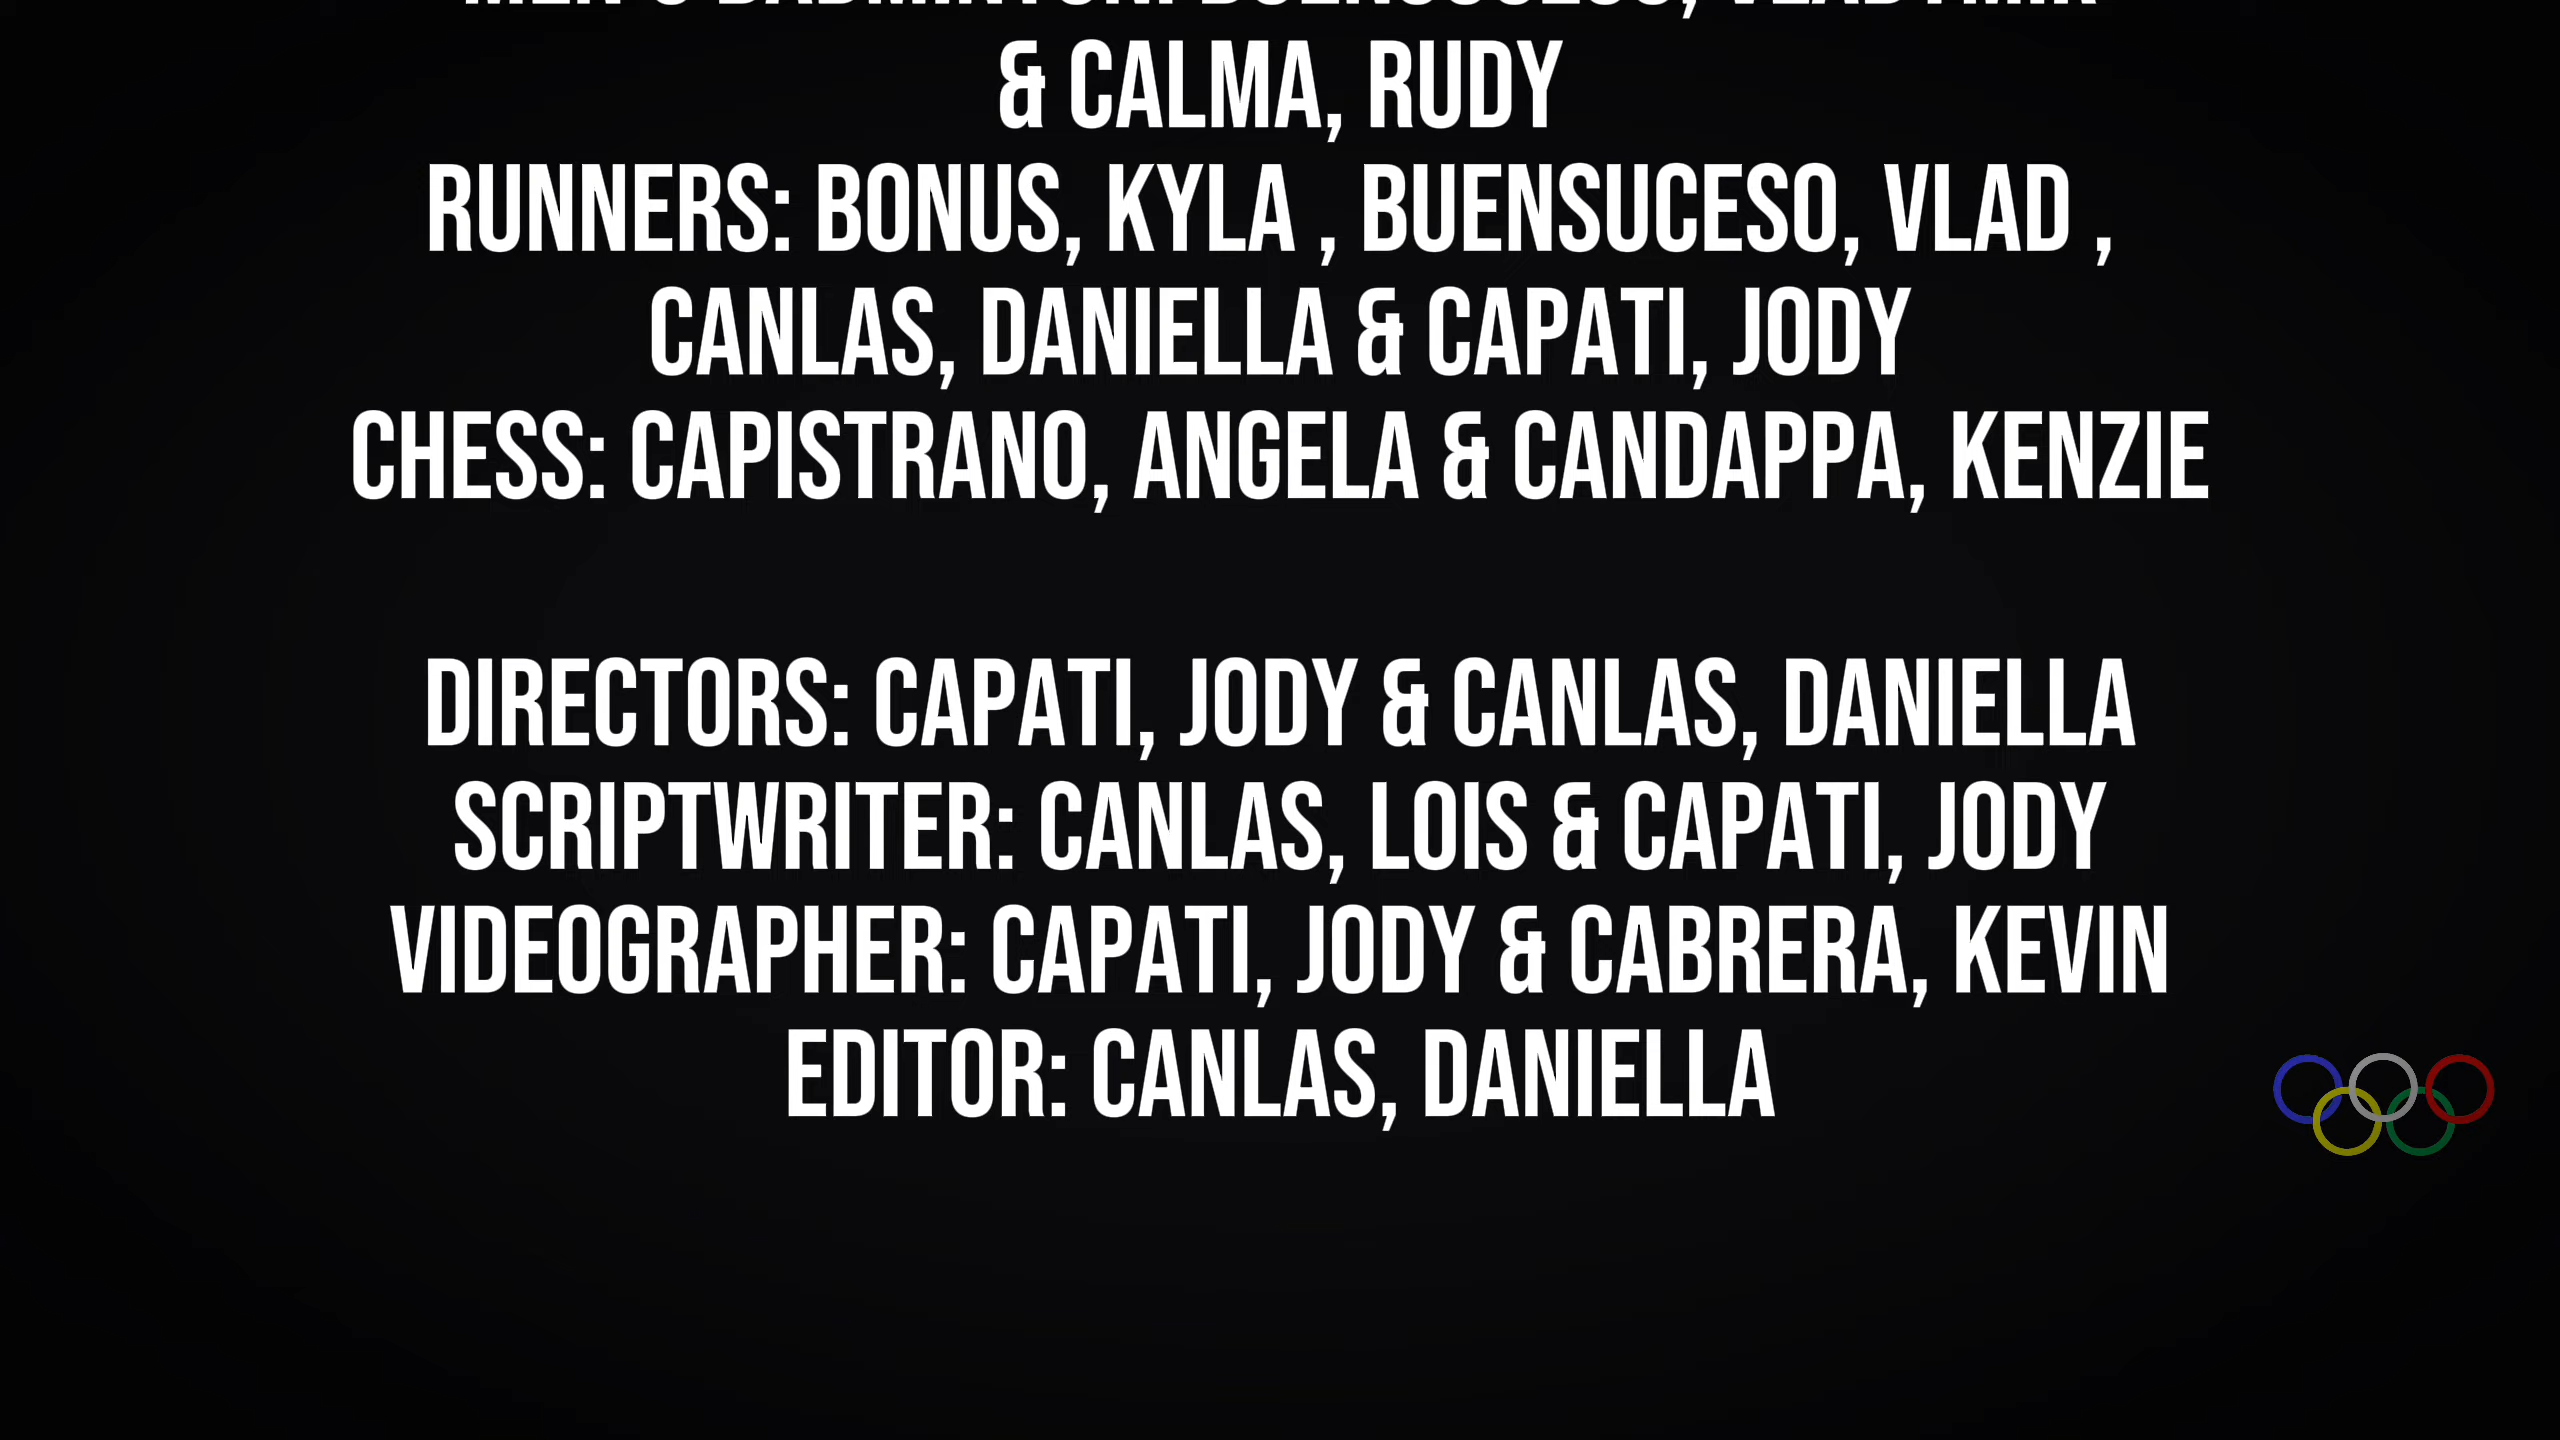 & CALMA, RUDY
RUNNERS: BONUS, KYLA , BUENSUCESO, VLAD ,
CANLAS, DANIELLA & CAPATI, JODY
CHESS: CAPISTRANO, ANGELA & CANDAPPA, KENZIE
DIRECTORS: CAPATI, JODY & CANLAS, DANIELLA
SCRIPTWRITER: CANLAS, LOIS & CAPATI, JODY
VIDEOGRAPHER: CAPATI, JODY & CABRERA, KEVIN
EDITOR: CANLAS, DANIELLA